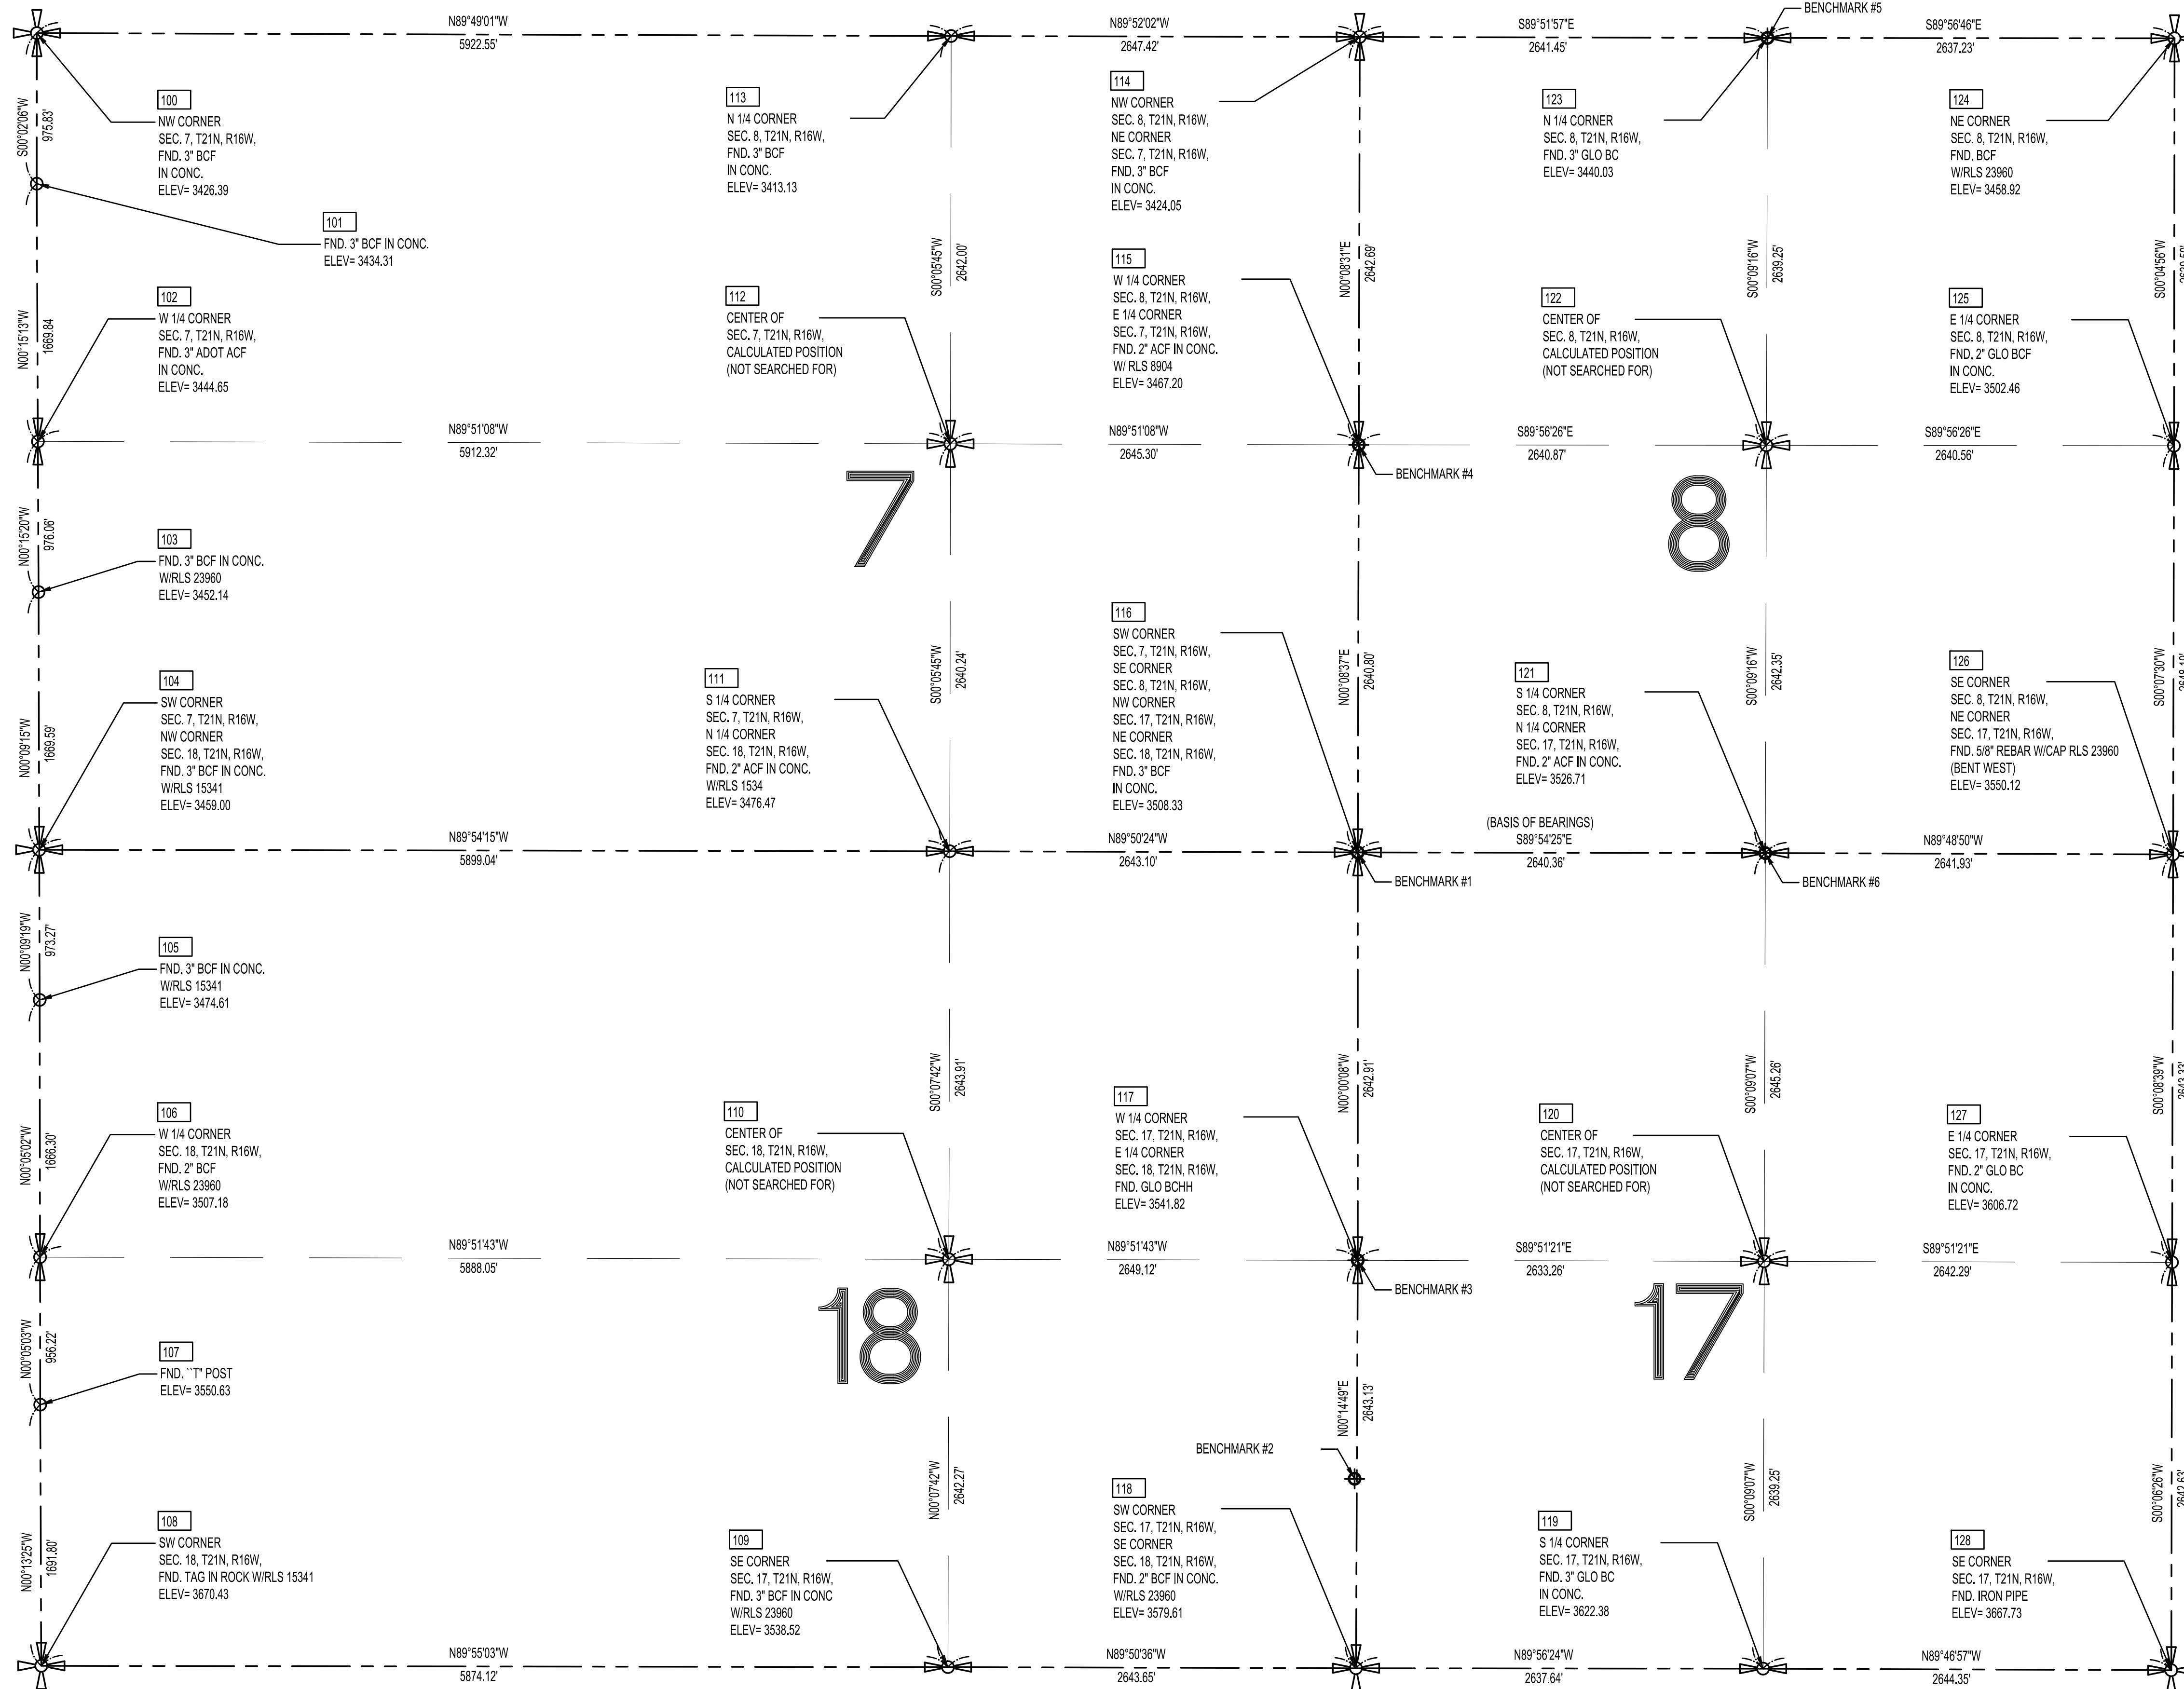 N89°49'01"W
5922.55'
N89°52'02"W
2647.42'
S89°51'57"E
2641.45'
BENCHMARK #5
S89°56'46"E
2637.23'
S00°02'06"W
975.83'
100
NW CORNER
SEC. 7, T21N, R16W,
FND. 3" BCF
IN CONC.
ELEV= 3426.39
101
FND. 3" BCF IN CONC.
ELEV= 3434.31
113
N 1/4 CORNER
SEC. 8, T21N, R16W,
FND. 3" BCF
IN CONC.
ELEV= 3413.13
114
NW CORNER
SEC. 8, T21N, R16W,
NE CORNER
SEC. 7, T21N, R16W,
FND. 3" BCF
IN CONC.
ELEV= 3424.05
123
N 1/4 CORNER
SEC. 8, T21N, R16W,
FND. 3" GLO BC
ELEV= 3440.03
124
NE CORNER
SEC. 8, T21N, R16W,
FND. BCF
W/RLS 23960
ELEV= 3458.92
N00°15'13"W
1669.84
102
W 1/4 CORNER
SEC. 7, T21N, R16W,
FND. 3" ADOT ACF
IN CONC.
ELEV= 3444.65
112
CENTER OF
SEC. 7, T21N, R16W,
CALCULATED POSITION
(NOT SEARCHED FOR)
S00°05'45"W
2642.00'
115
W 1/4 CORNER
SEC. 8, T21N, R16W,
E 1/4 CORNER
SEC. 7, T21N, R16W,
FND. 2" ACF IN CONC.
W/ RLS 8904
ELEV= 3467.20
N00°08'31"E
2642.69'
122
CENTER OF
SEC. 8, T21N, R16W,
CALCULATED POSITION
(NOT SEARCHED FOR)
S00°09'16"W
2639.25'
125
E 1/4 CORNER
SEC. 8, T21N, R16W,
FND. 2" GLO BCF
IN CONC.
ELEV= 3502.46
S00°04'56"W
N89°51'08"W
5912.32'
N89°51'08"W
2645.30'
S89°56'26"E
2640.87'
S89°56'26"E
2640.56'
BENCHMARK #4
7
8
N00°15'20"W
976.06'
103
FND. 3" BCF IN CONC.
W/RLS 23960
ELEV= 3452.14
N00°09'15"W
1669.59'
104
SW CORNER
SEC. 7, T21N, R16W,
NW CORNER
SEC. 18, T21N, R16W,
FND. 3" BCF IN CONC.
W/RLS 15341
ELEV= 3459.00
111
S 1/4 CORNER
SEC. 7, T21N, R16W,
N 1/4 CORNER
SEC. 18, T21N, R16W,
FND. 2" ACF IN CONC.
W/RLS 1534
ELEV= 3476.47
S00°05'45"W
2640.24'
116
SW CORNER
SEC. 7, T21N, R16W,
SE CORNER
SEC. 8, T21N, R16W,
NW CORNER
SEC. 17, T21N, R16W,
NE CORNER
SEC. 18, T21N, R16W,
FND. 3" BCF
IN CONC.
ELEV= 3508.33
N00°08'37"E
2640.80'
121
S 1/4 CORNER
SEC. 8, T21N, R16W,
N 1/4 CORNER
SEC. 17, T21N, R16W,
FND. 2" ACF IN CONC.
ELEV= 3526.71
S00°09'16"W
2642.35'
126
SE CORNER
SEC. 8, T21N, R16W,
NE CORNER
SEC. 17, T21N, R16W,
FND. 5/8" REBAR W/CAP RLS 23960
(BENT WEST)
ELEV= 3550.12
S00°07'30"W
N89°54'15"W
5899.04'
N89°50'24"W
2643.10'
(BASIS OF BEARINGS)
S89°54'25"E
2640.36'
N89°48'50"W
2641.93'
BENCHMARK #1
BENCHMARK #6
N00°09'19"W
973.27'
105
FND. 3" BCF IN CONC.
W/RLS 15341
ELEV= 3474.61
N00°05'02"W
1666.30'
106
W 1/4 CORNER
SEC. 18, T21N, R16W,
FND. 2" BCF
W/RLS 23960
ELEV= 3507.18
110
CENTER OF
SEC. 18, T21N, R16W,
CALCULATED POSITION
(NOT SEARCHED FOR)
S00°07'42"W
2643.91'
117
W 1/4 CORNER
SEC. 17, T21N, R16W,
E 1/4 CORNER
SEC. 18, T21N, R16W,
FND. GLO BCHH
ELEV= 3541.82
N00°00'08"W
2642.91'
120
CENTER OF
SEC. 17, T21N, R16W,
CALCULATED POSITION
(NOT SEARCHED FOR)
S00°09'07"W
2645.26'
127
E 1/4 CORNER
SEC. 17, T21N, R16W,
FND. 2" GLO BC
IN CONC.
ELEV= 3606.72
S00°08'39"W
N89°51'43"W
5888.05'
N89°51'43"W
2649.12'
S89°51'21"E
2633.26'
S89°51'21"E
2642.29'
BENCHMARK #3
18
17
N00°05'03"W
956.22'
107
FND. ``T" POST
ELEV= 3550.63
N00°14'49"E
2643.13'
BENCHMARK #2
N00°13'25"W
1691.80'
108
SW CORNER
SEC. 18, T21N, R16W,
FND. TAG IN ROCK W/RLS 15341
ELEV= 3670.43
109
SE CORNER
SEC. 17, T21N, R16W,
FND. 3" BCF IN CONC
W/RLS 23960
ELEV= 3538.52
N00°07'42"W
2642.27'
118
SW CORNER
SEC. 17, T21N, R16W,
SE CORNER
SEC. 18, T21N, R16W,
FND. 2" BCF IN CONC.
W/RLS 23960
ELEV= 3579.61
119
S 1/4 CORNER
SEC. 17, T21N, R16W,
FND. 3" GLO BC
IN CONC.
ELEV= 3622.38
S00°09'07"W
2639.25'
128
SE CORNER
SEC. 17, T21N, R16W,
FND. IRON PIPE
ELEV= 3667.73
S00°06'26"W
N89°55'03"W
5874.12'
N89°50'36"W
2643.65'
N89°56'24"W
2637.64'
N89°46'57"W
2644.35'